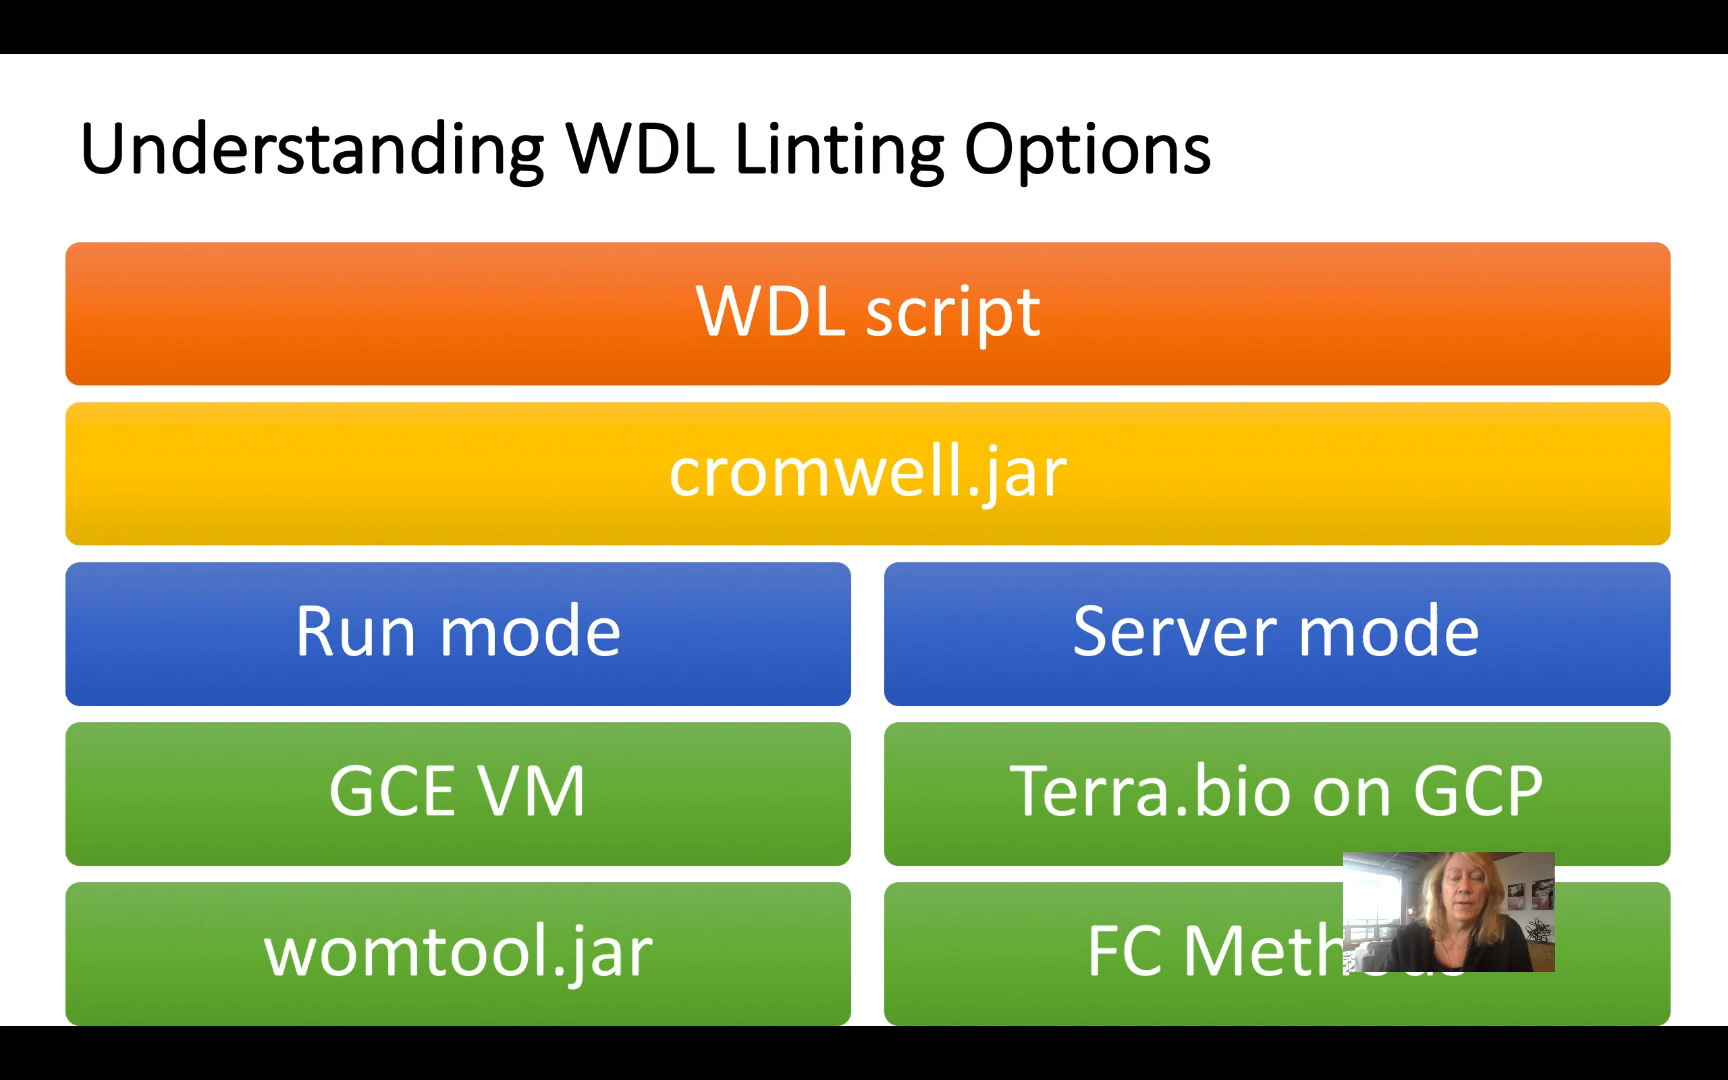 Understanding WDL Linting Options
WDL script
cromwell.jar
Run mode
Server mode
GCE VM
Terra.bio on GCP
womtool.jar
FC Methods